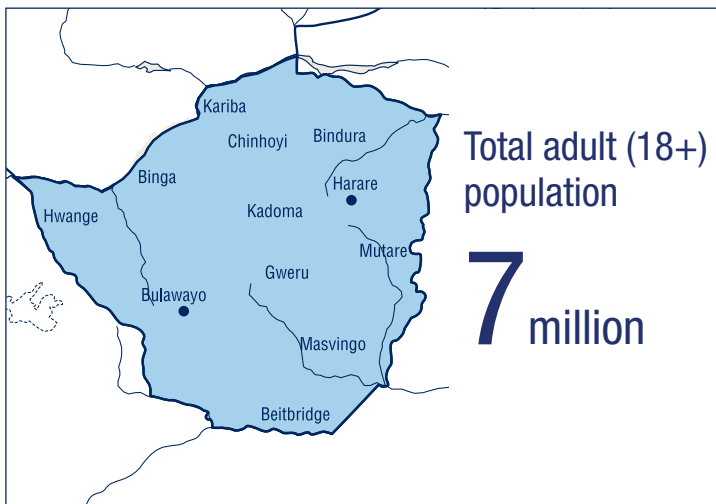 Kariba
Chinhoyi
Bindura
Binga
Harare
Hwange
Kadoma
Mutare
Gweru
Bulawayo
Masvingo
Beitbridge
Total adult (18+)
population
7 million